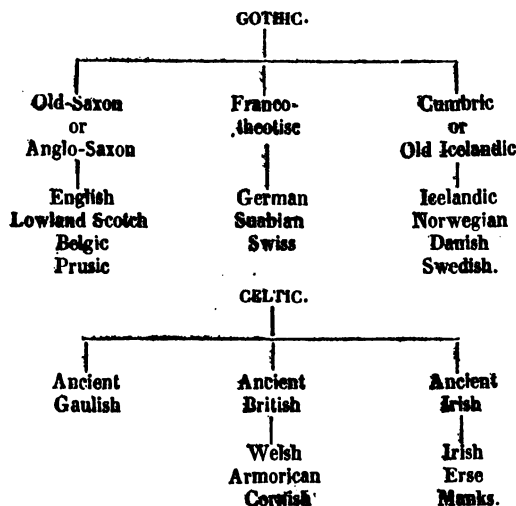 GOTHIC.
Old-Saxon
or
Anglo-Saxon
Franco-
theotisc
Cumbric
or
Old Icelandic
English
Lowland Scotch
Belgic
Prusic
German
Suabian
Swiss
Icelandic
Norwegian
Danish
Swedish.
CELTIC.
Ancient
Gaulish
Ancient
British
Ancient
Irish
Welsh
Armorican
Cornish
Irish
Erse
Manks.